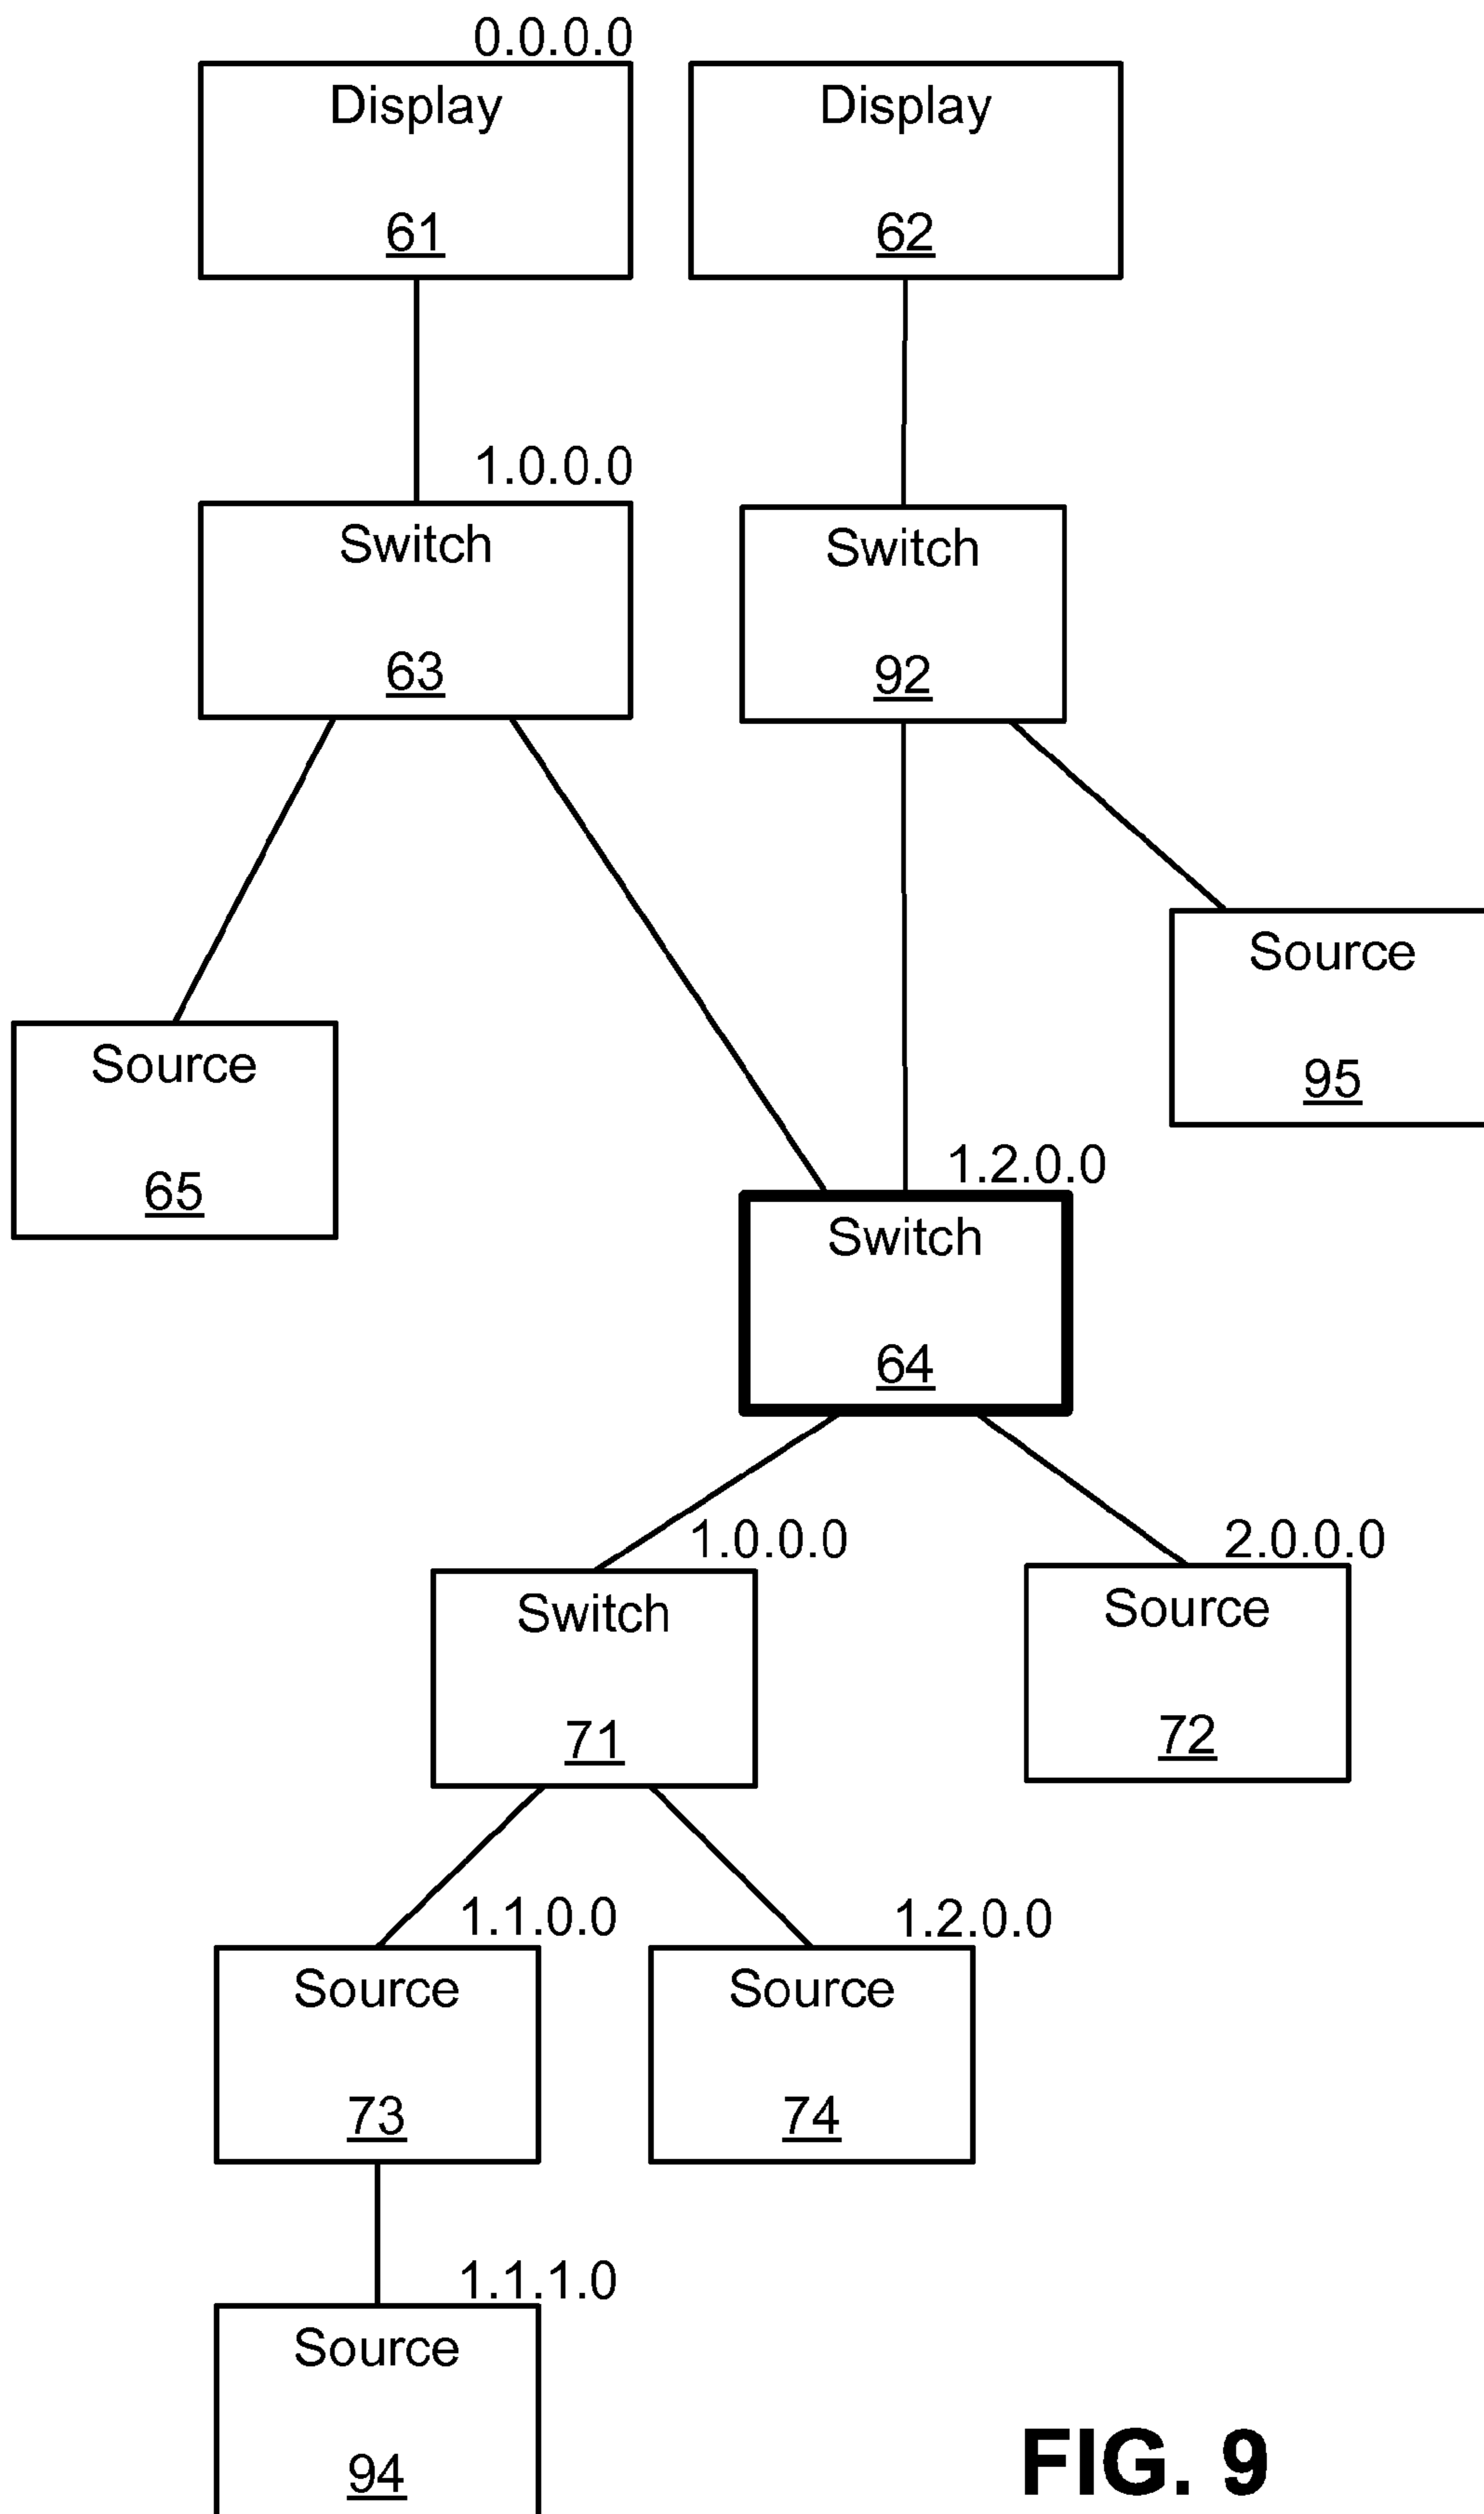 0.0.0.0
Display
61
Display
62
1.0.0.0
Switch
63
Switch
92
Source
95
Source
65
1.2.0.0
Switch
64
1.0.0.0
Switch
71
2.0.0.0
Source
72
1.1.0.0
Source
73
1.2.0.0
Source
74
1.1.1.0
Source
94
FIG. 9